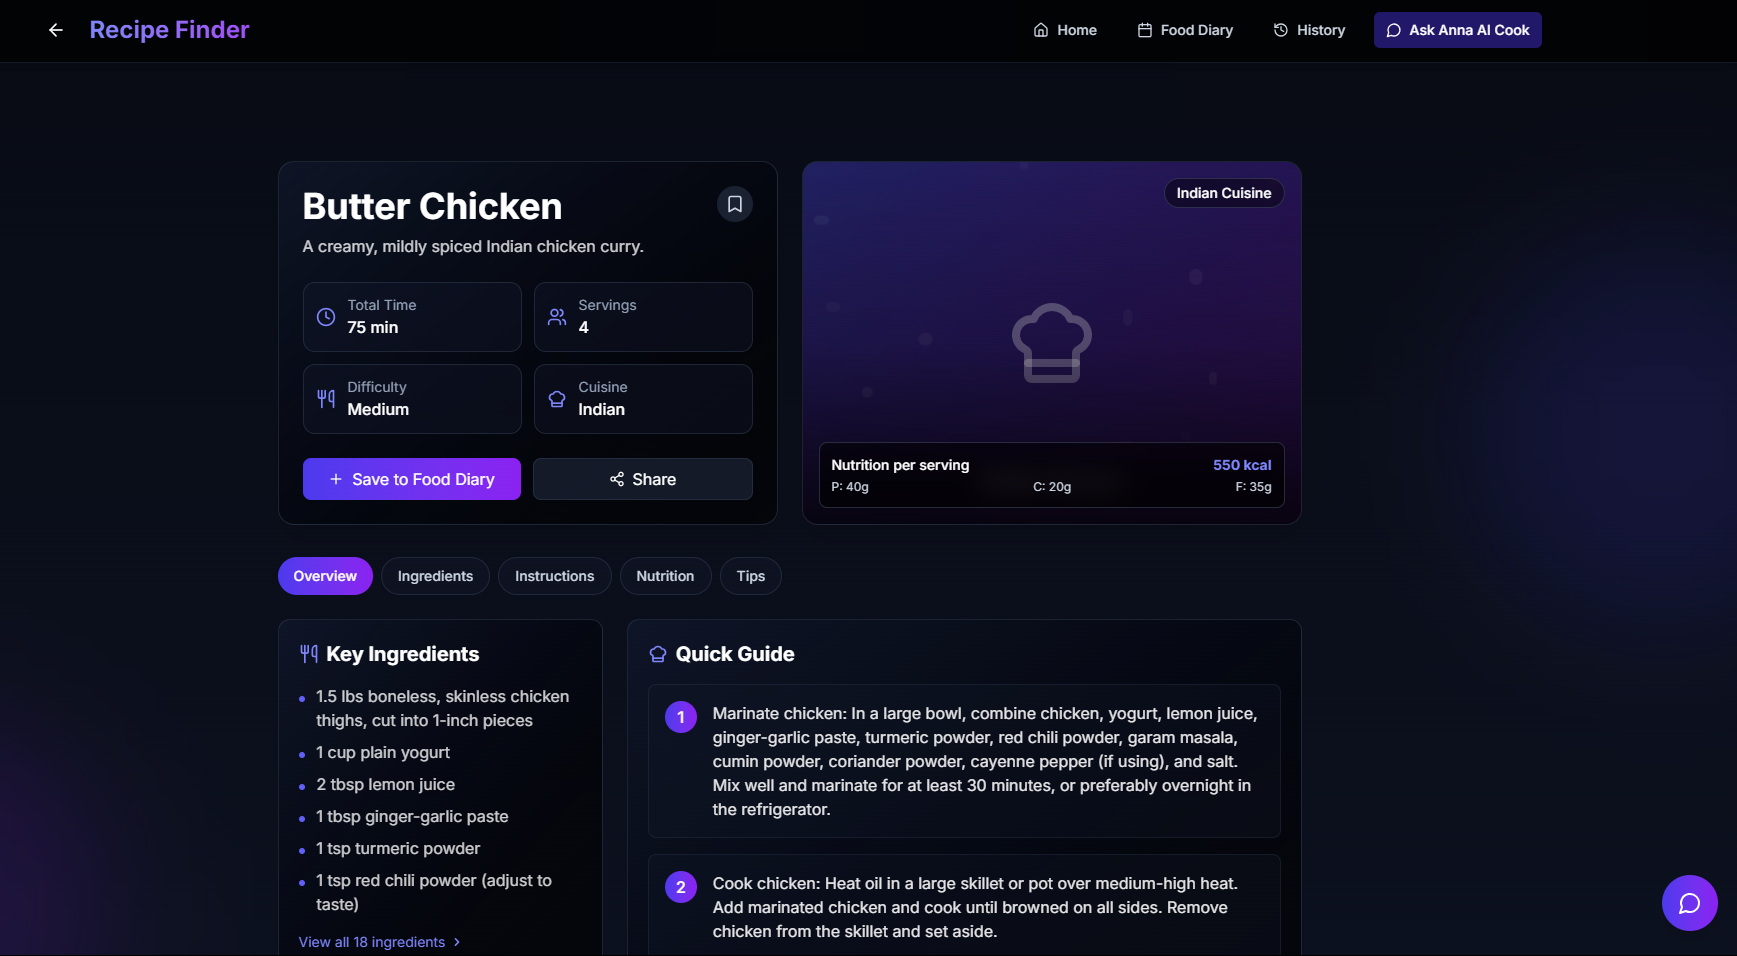 Recipe Finder
Home
Food Diary
History
Ask Anna AI Cook
Butter Chicken
A creamy, mildly spiced Indian chicken curry.
Total Time
75 min
Servings
4
Difficulty
Medium
Cuisine
Indian
Save to Food Diary
Share
Indian Cuisine
Nutrition per serving
550 kcal
P: 40g
C: 20g
F: 35g
Overview
Ingredients
Instructions
Nutrition
Tips
Key Ingredients
1.5 lbs boneless, skinless chicken
thighs, cut into 1-inch pieces
1 cup plain yogurt
2 tbsp lemon juice
1 tbsp ginger-garlic paste
1 tsp turmeric powder
1 tsp red chili powder (adjust to
taste)
View all 18 ingredients
Quick Guide
1
Marinate chicken: In a large bowl, combine chicken, yogurt, lemon juice,
ginger-garlic paste, turmeric powder, red chili powder, garam masala,
cumin powder, coriander powder, cayenne pepper (if using), and salt.
Mix well and marinate for at least 30 minutes, or preferably overnight in
the refrigerator.
2
Cook chicken: Heat oil in a large skillet or pot over medium-high heat.
Add marinated chicken and cook until browned on all sides. Remove
chicken from the skillet and set aside.